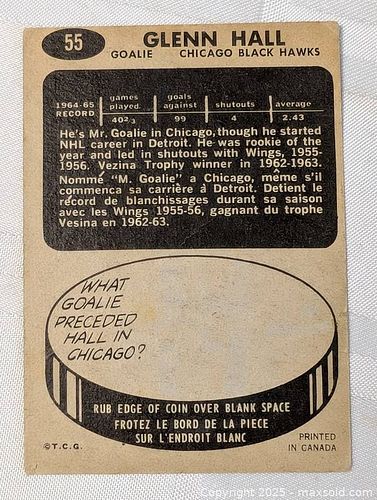 55
GLENN HALL
GOALIE CHICAGO BLACK HAWKS
1964-65 RECORD
games played goals against shutouts average
40⅔ 99 4 2.43
He's Mr. Goalie in Chicago, though he started
NHL career in Detroit. He was rookie of the
year and led in shutouts with Wings, 1955-
1956. Vezina Trophy winner in 1962-1963.
Nommé "M. Goalie" a Chicago, même s'il
commenca sa carrière à Detroit. Detient le
record de blanchissages durant sa saison
avec les Wings 1955-56, gagnant du trophe
Vesina en 1962-63.
WHAT
GOALIE
PRECEDED
HALL IN
CHICAGO?
RUB EDGE OF COIN OVER BLANK SPACE
FROTEZ LE BORD DE LA PIECE
SUR L'ENDROIT BLANC
©T.C.G.
PRINTED
IN CANADA
Copyright © 2025 - maxsold.com